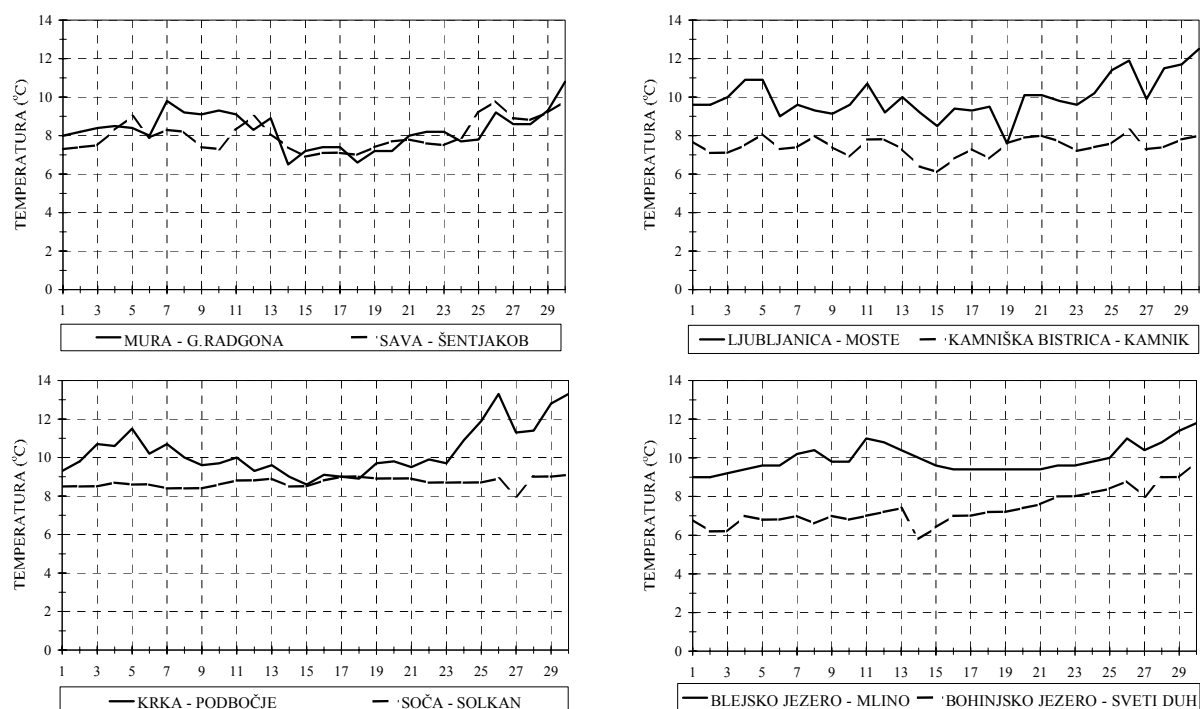 14
12
10
8
6
4
2
0
TEMPERATURA (°C)
1 3 5 7 9 11 13 15 17 19 21 23 25 27 29
MURA - G.RADGONA SAVA - ŠENTJAKOB
14
12
10
8
6
4
2
0
TEMPERATURA (°C)
1 3 5 7 9 11 13 15 17 19 21 23 25 27 29
LJUBLJANICA - MOSTE KAMNIŠKA BISTRICA - KAMNIK
14
12
10
8
6
4
2
0
TEMPERATURA (°C)
1 3 5 7 9 11 13 15 17 19 21 23 25 27 29
KRKA - PODBOČJE SOČA - SOLKAN
14
12
10
8
6
4
2
0
TEMPERATURA (°C)
1 3 5 7 9 11 13 15 17 19 21 23 25 27 29
BLEJSKO JEZERO - MLINO BOHINJSKO JEZERO - SVETI DUH